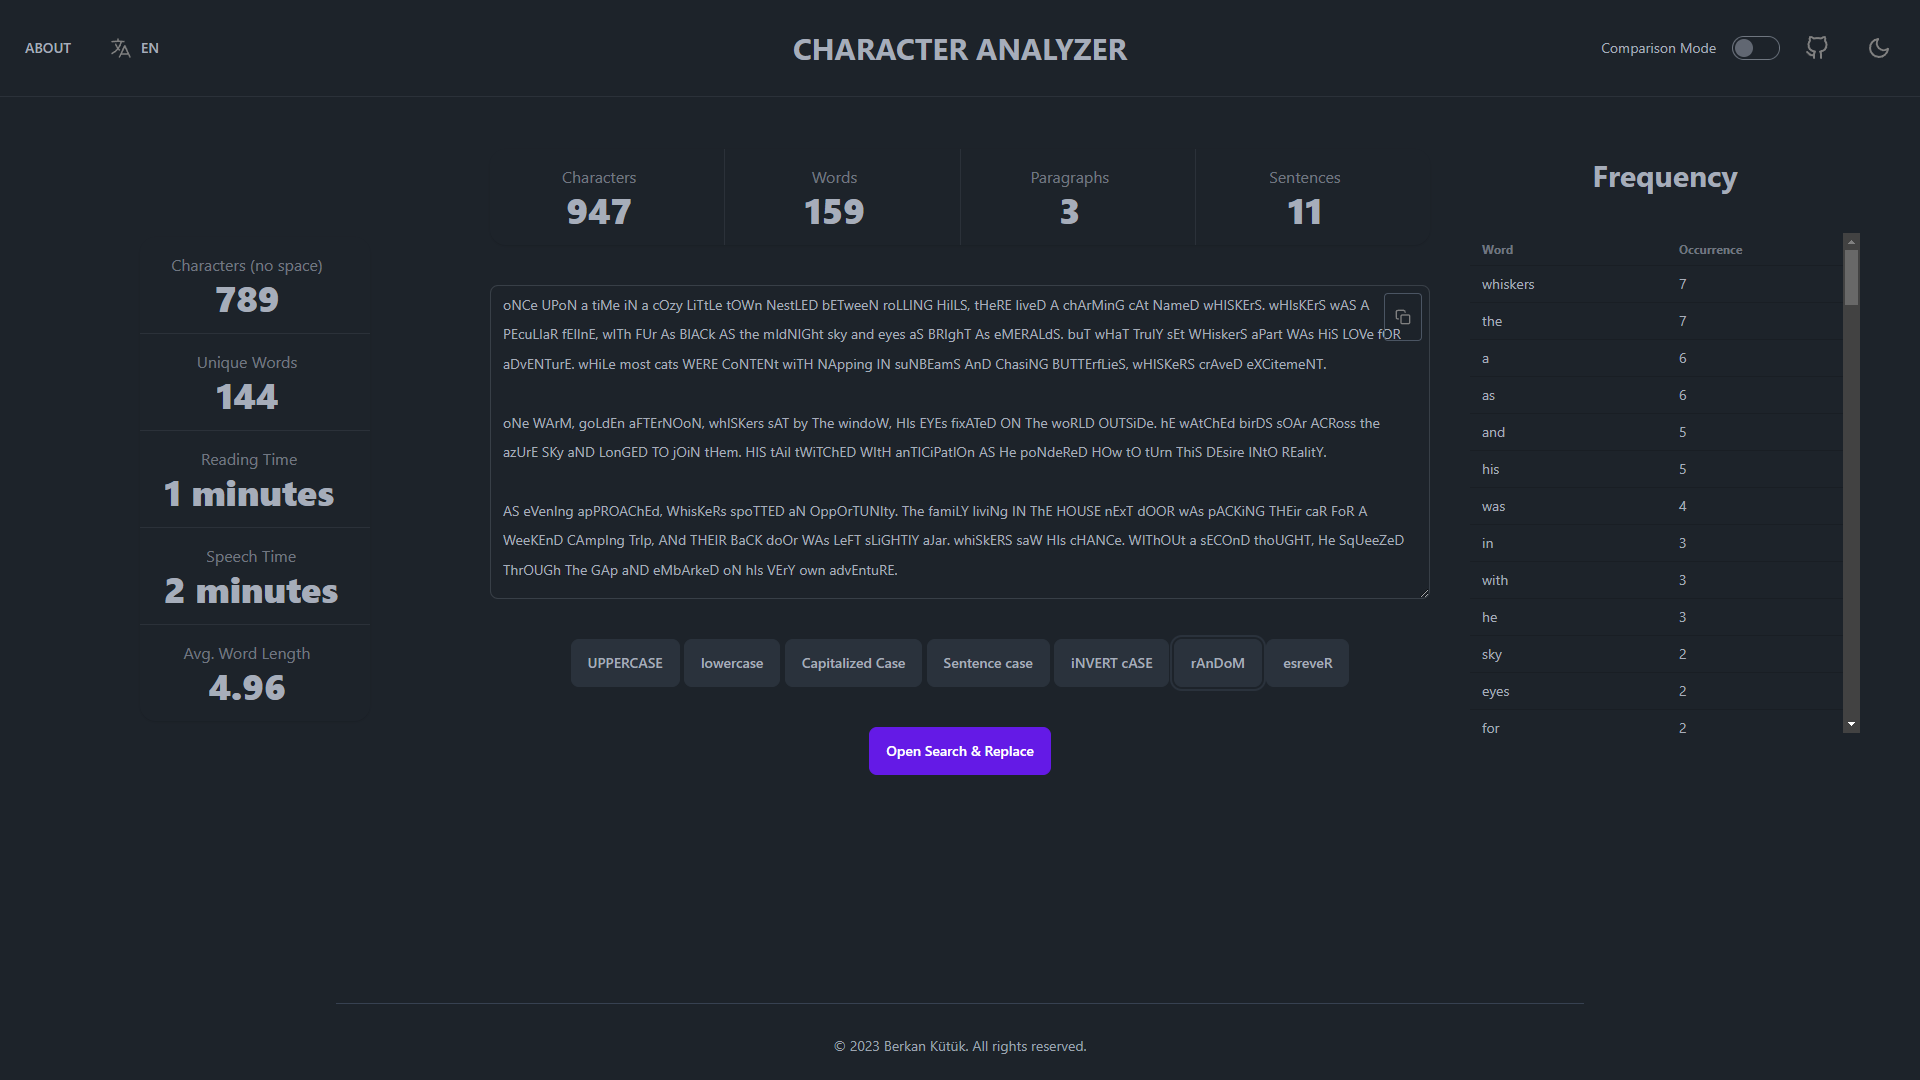 ABOUT
EN
CHARACTER ANALYZER
Comparison Mode
Characters
947
Words
159
Paragraphs
3
Sentences
11
Characters (no space)
789
Unique Words
144
Reading Time
1 minutes
Speech Time
2 minutes
Avg. Word Length
4.96
oNCe UPoN a tiMe iN a cOzy LiTtLe tOWn NestLED bETweeN roLLING HilLS, tHeRE liveD A chArMinG cAt NameD wHISKErS. wHIsKErS wAS A
PEcuLIaR fElInE, wITh FUr As BlACk AS the mIdNIGht sky and eyes aS BRIghT As eMERALdS. buT wHaT TrulY sEt WHiskerS aPart WAs HiS LOVe fOR
aDvENTurE. wHiLe most cats WERE CoNTENt wiTH NApping IN suNBEamS AnD ChasiNG BUTTErfLieS, wHISKeRS crAveD eXCitemeNT.
oNe WArM, goLdEn aFTErNOoN, whISKers sAT by The windoW, HIs EYEs fixATeD ON The woRLD OUTSiDe. hE wAtChEd birDS sOAr ACRoss the
azUrE SKy aND LonGED TO jOiN tHem. HIS tAil tWiTChED WItH anTICiPatIOn AS He poNdeReD HOw tO tUrn ThiS DEsire INtO REalitY.
AS eVenIng apPROAChEd, WhisKeRs spoTTED aN OppOrTUNIty. The famiLY liviNg IN ThE HOUSE nExT dOOR wAs pACKiNG THEir caR FoR A
WeeKEnD CAmpIng TrIp, ANd THEIR BaCK doOr WAs LeFT sLiGHTlY aJar. whiSkERS saW HIs cHANCe. WIThOUt a sECOnD thoUGHT, He SqUeeZeD
ThrOUGh The GAp aND eMbArkeD oN hIs VErY own advEntuRE.
UPPERCASE
lowercase
Capitalized Case
Sentence case
iNVERT cASE
rAnDoM
esreveR
Open Search & Replace
Frequency
Word Occurrence
whiskers 7
the 7
a 6
as 6
and 5
his 5
was 4
in 3
with 3
he 3
sky 2
eyes 2
for 2
© 2023 Berkan Kütük. All rights reserved.